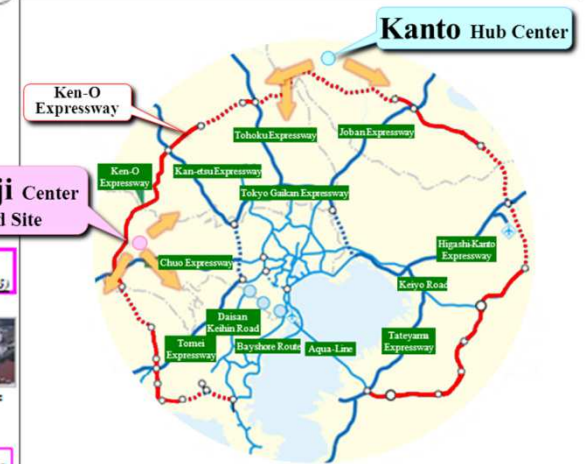 Kanto Hub Center
Ken-O
Expressway
Tohoku Expressway
Joban Expressway
Ken-O
Expressway
Kan-etsu Expressway
Tokyo Gaikan Expressway
Center
Site
Chuo Expressway
Higashi-Kanto
Expressway
Keiyo Road
Daisan
Keihin Road
Tomei
Expressway
Bayshore Route
Aqua-Line
Tateyama
Expressway